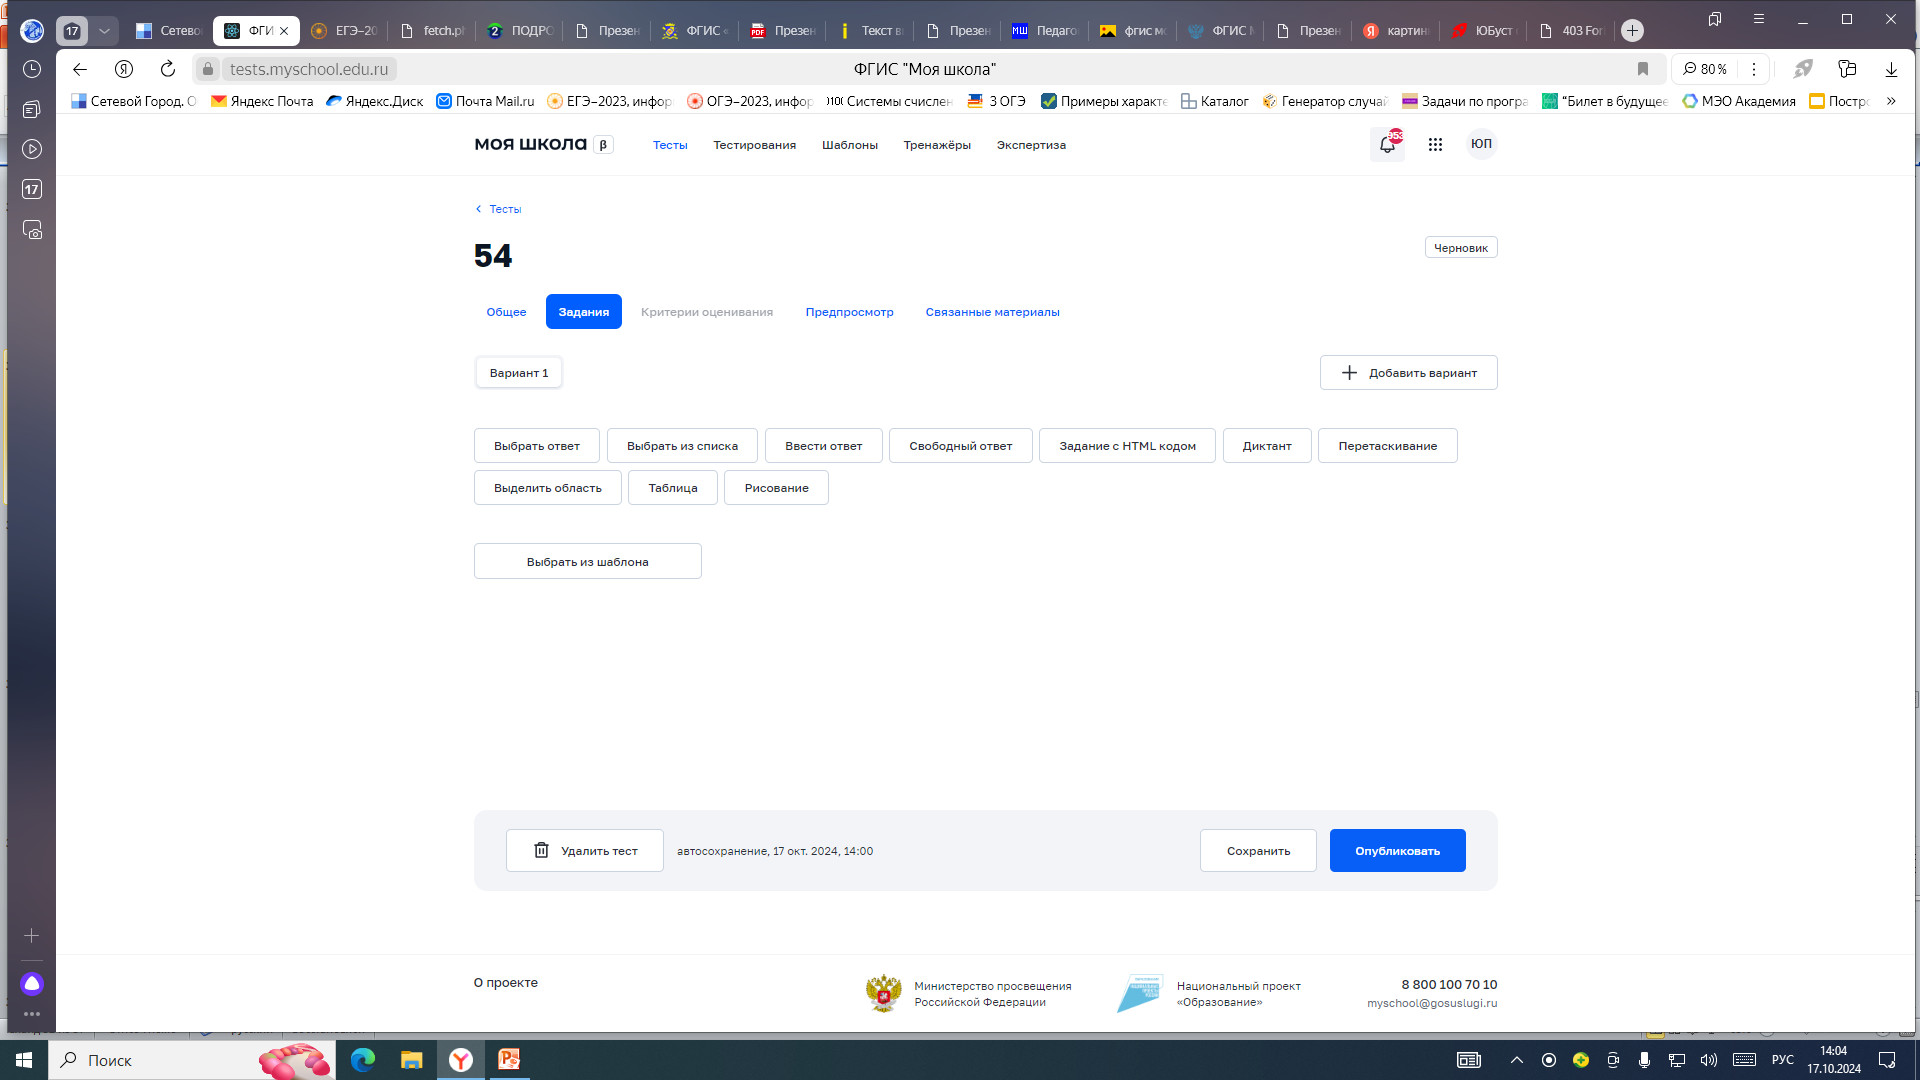 17
Сетево
ФГИ
ЕГЭ–20
fetch.p
ПОДРО
Презен
ФГИС
Презен
Текст в
Презен
Педаго
фгис м
ФГИС
Презен
картин
ЮБуст
403 For
tests.myschool.edu.ru
ФГИС "Моя школа"
80 %
Сетевой Город. О
Яндекс Почта
Яндекс.Диск
Почта Mail.ru
ЕГЭ–2023, инфор
ОГЭ–2023, инфор
Системы счислен
3 ОГЭ
Примеры характе
Каталог
Генератор случай
Задачи по програ
"Билет в будущее
МЭО Академия
Постро
»
17
моя школа β
Тесты
Тестирования
Шаблоны
Тренажёры
Экспертиза
953
ЮП
Тесты
54
Черновик
Общее
Задания
Критерии оценивания
Предпросмотр
Связанные материалы
Вариант 1
Добавить вариант
Выбрать ответ
Выбрать из списка
Ввести ответ
Свободный ответ
Задание с HTML кодом
Диктант
Перетаскивание
Выделить область
Таблица
Рисование
Выбрать из шаблона
Удалить тест
автосохранение, 17 окт. 2024, 14:00
Сохранить
Опубликовать
О проекте
Министерство просвещения
Российской Федерации
Национальный проект
«Образование»
8 800 100 70 10
myschool@gosuslugi.ru
Поиск
РУС
14:04
17.10.2024